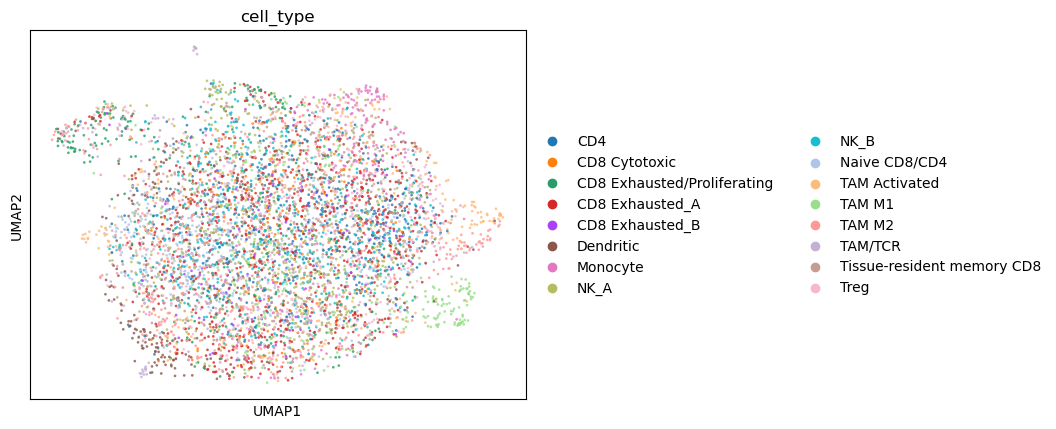 cell_type
UMAP2
UMAP1
CD4
CD8 Cytotoxic
CD8 Exhausted/Proliferating
CD8 Exhausted_A
CD8 Exhausted_B
Dendritic
Monocyte
NK_A
NK_B
Naive CD8/CD4
TAM Activated
TAM M1
TAM M2
TAM/TCR
Tissue-resident memory CD8
Treg